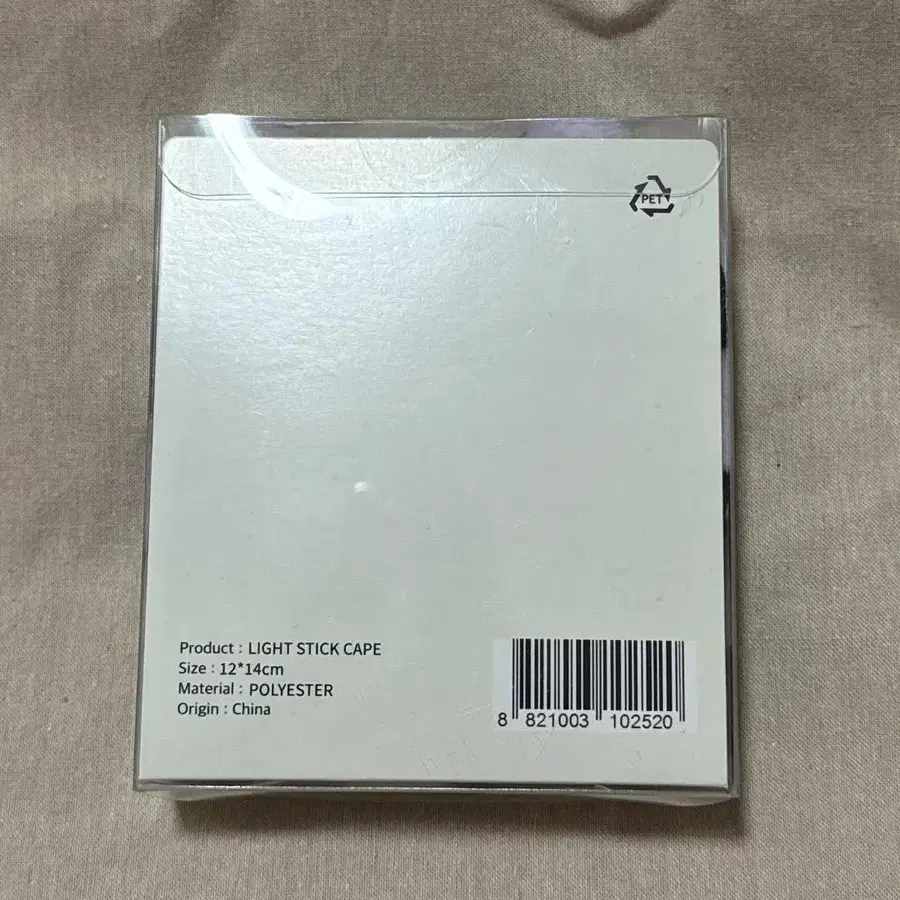 PET
Product : LIGHT STICK CAPE
Size : 12*14cm
Material : POLYESTER
Origin : China
8 821003 102520